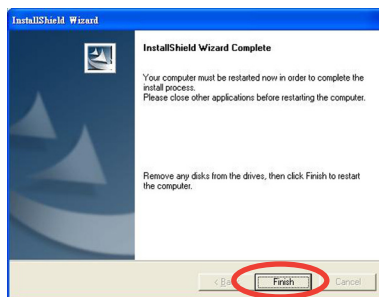 InstallShield Wizard
InstallShield Wizard Complete
Your computer must be restarted now in order to complete the
install process.
Please close other applications before restarting the computer.
Remove any disks from the drives, then click Finish to restart
the computer.
Finish Cancel